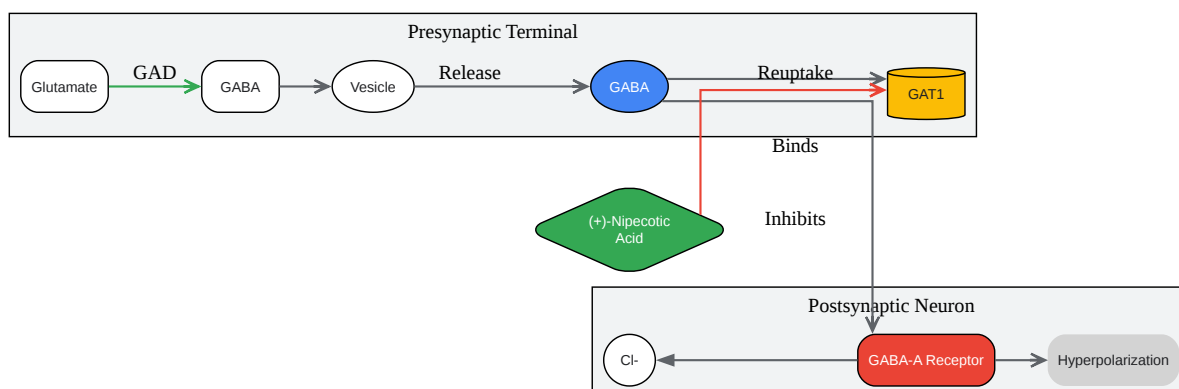 Presynaptic Terminal
Glutamate
GAD
GABA
Vesicle
Release
GABA
Reuptake
GAT1
Binds
(+)-Nipecotic
Acid
Inhibits
Postsynaptic Neuron
Cl-
GABA-A Receptor
Hyperpolarization